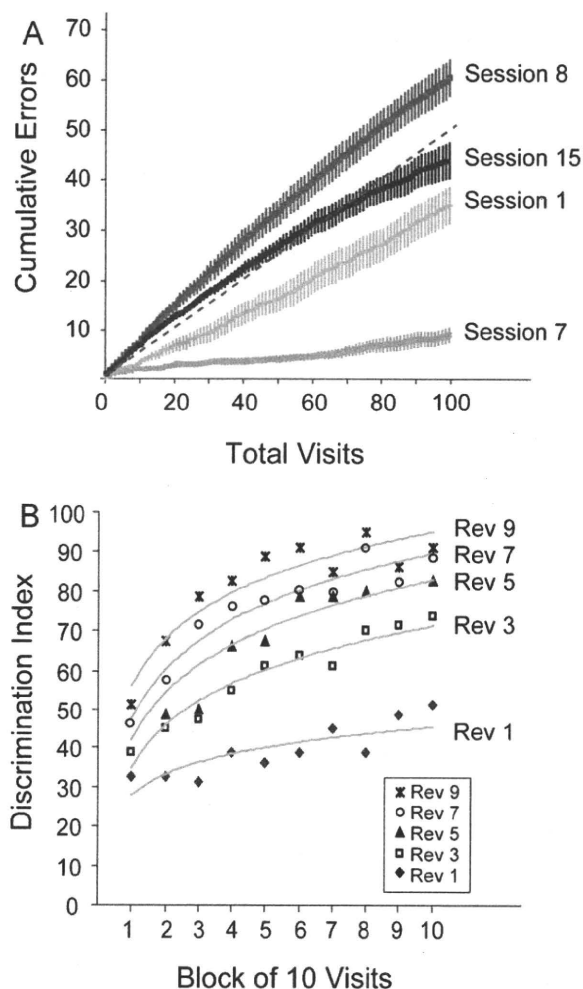 A
Cumulative Errors
70
60
50
40
30
20
10
0 20 40 60 80 100
Total Visits
Session 8
Session 15
Session 1
Session 7
B
Discrimination Index
100
90
80
70
60
50
40
30
20
10
0
1 2 3 4 5 6 7 8 9 10
Block of 10 Visits
Rev 9
Rev 7
Rev 5
Rev 3
Rev 1
Rev 9
Rev 7
Rev 5
Rev 3
Rev 1